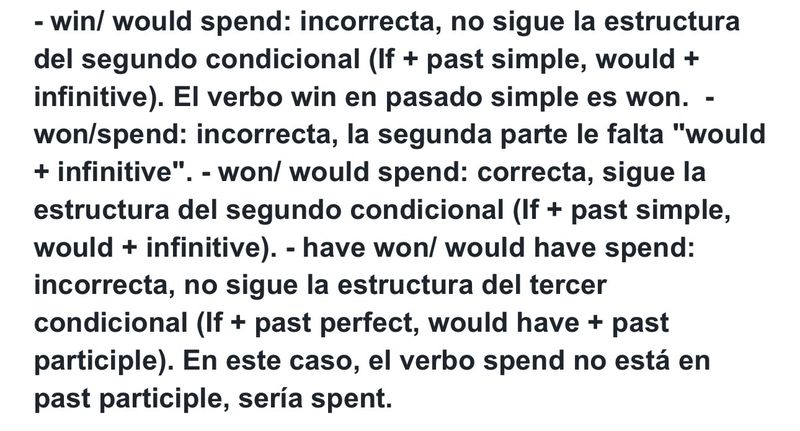 - win/ would spend: incorrecta, no sigue la estructura
del segundo condicional (If + past simple, would +
infinitive). El verbo win en pasado simple es won.  -
won/spend: incorrecta, la segunda parte le falta "would
+ infinitive". - won/ would spend: correcta, sigue la
estructura del segundo condicional (If + past simple,
would + infinitive). - have won/ would have spend:
incorrecta, no sigue la estructura del tercer
condicional (If + past perfect, would have + past
participle). En este caso, el verbo spend no está en
past participle, sería spent.